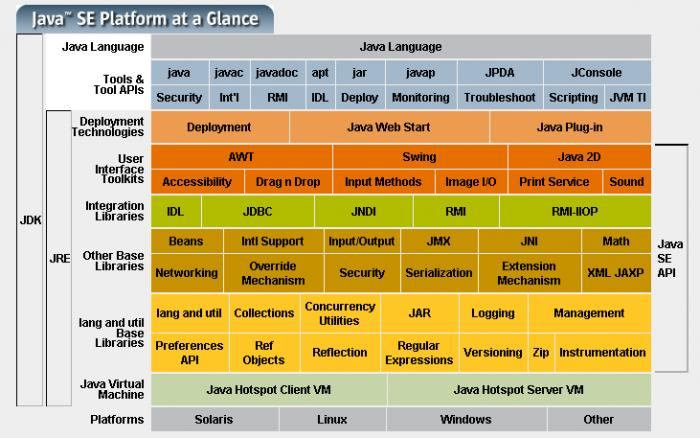 Java™ SE Platform at a Glance
Java Language
Java Language
Tools &
Tool APIs
java javac javadoc apt jar javap JPDA JConsole
Security Int'l RMI IDL Deploy Monitoring Troubleshoot Scripting JVM TI
Deployment
Technologies
Deployment Java Web Start Java Plug-in
User
Interface
Toolkits
AWT Swing Java 2D
Accessibility Drag n Drop Input Methods Image I/O Print Service Sound
Integration
Libraries
IDL JDBC JNDI RMI RMI-IIOP
JDK
JRE
Java
SE
API
Other Base
Libraries
Beans Intl Support Input/Output JMX JNI Math
Networking Override
Mechanism Security Serialization Extension
Mechanism XML JAXP
lang and util
Base
Libraries
lang and util Collections Concurrency
Utilities JAR Logging Management
Preferences
API Ref
Objects Reflection Regular
Expressions Versioning Zip Instrumentation
Java Virtual
Machine
Java Hotspot Client VM Java Hotspot Server VM
Platforms
Solaris Linux Windows Other